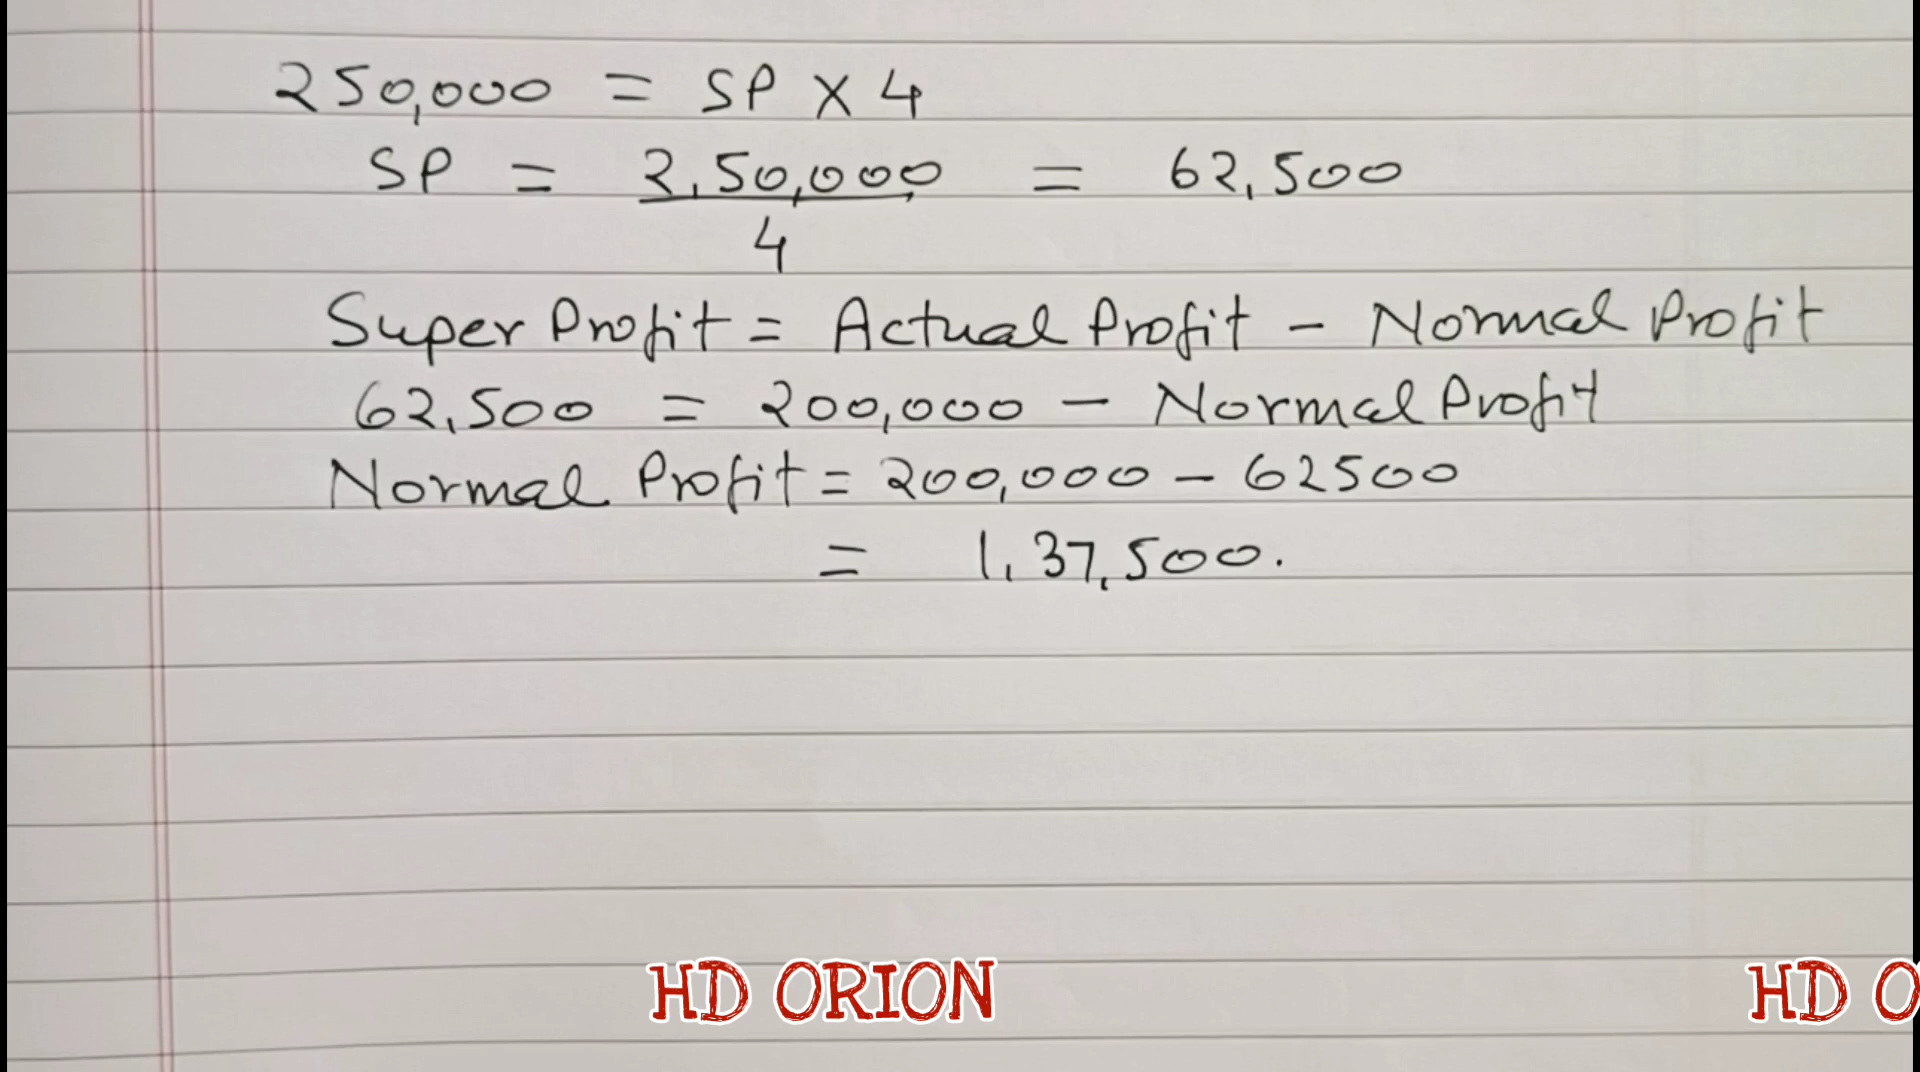 250,000 = SP X 4
SP = 2,50,000, = 62,500
4
Super Profit = Actual Profit - Normal Profit
62,500 = 200,000 - Normal Profit
Normal Profit = 200,000 - 62500
= 1,37,500.
HD ORION HD O